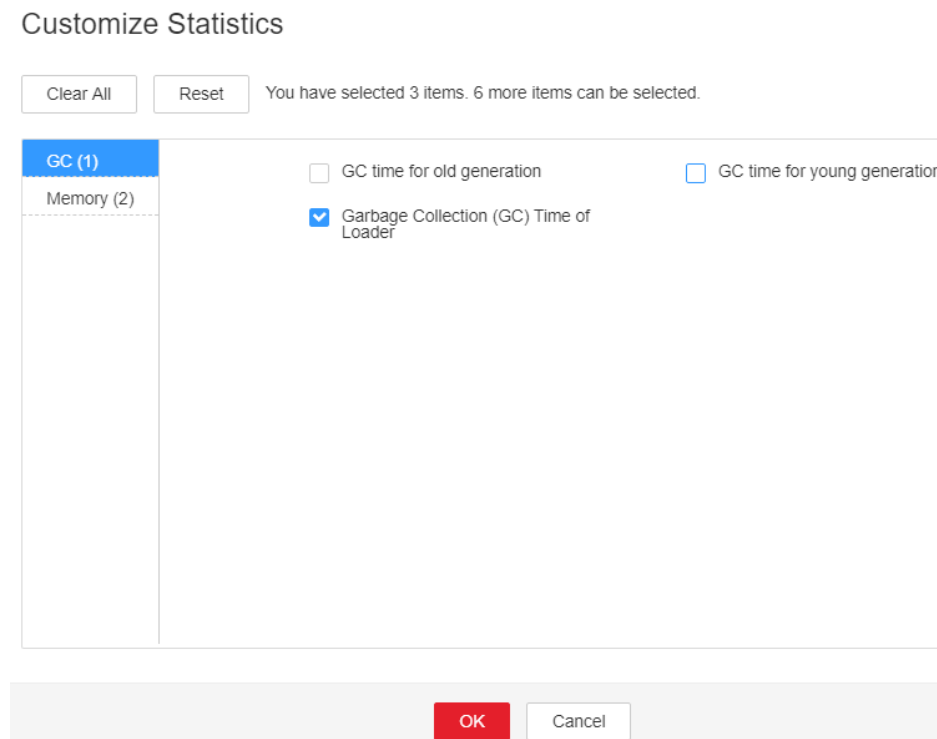 Customize Statistics
Clear All
Reset
You have selected 3 items. 6 more items can be selected.
GC (1)
Memory (2)
GC time for old generation
GC time for young generation
Garbage Collection (GC) Time of
Loader
OK
Cancel